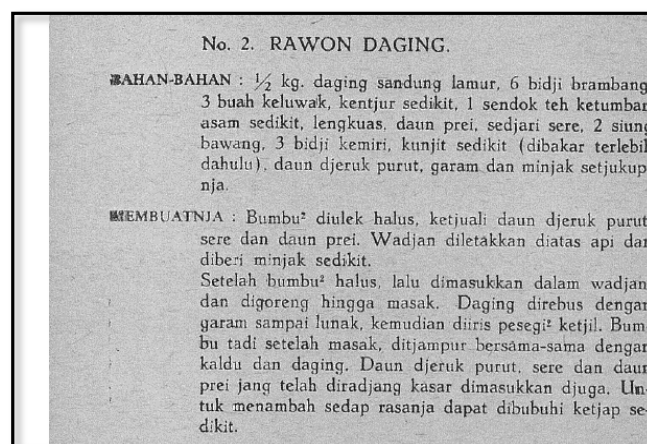 No. 2. RAWON DAGING.
BAHAN-BAHAN : ½ kg. daging sandung lamur, 6 bidji brambang
3 buah keluwak, kentjur sedikit, 1 sendok teh ketumbar
asam sedikit, lengkuas, daun prei, sedjari sere, 2 siung
bawang, 3 bidji kemiri, kunjit sedikit (dibakar terlebih
dahulu), daun djeruk purut, garam dan minjak setjukup-
nja.
MEMBUATNJA : Bumbu² diulek halus, ketjuali daun djeruk purut
sere dan daun prei. Wadjan diletakkan diatas api dan
diberi minjak sedikit.
Setelah bumbu² halus, lalu dimasukkan dalam wadjan
dan digoreng hingga masak. Daging direbus dengan
garam sampai lunak, kemudian diiris pesegi² ketjil. Bum-
bu tadi setelah masak, ditjampur bersama-sama dengan
kaldu dan daging. Daun djeruk purut, sere dan daun
prei jang telah diradjang kasar dimasukkan djuga. Un-
tuk menambah sedap rasanja dapat dibubuhi ketjap se-
dikit.